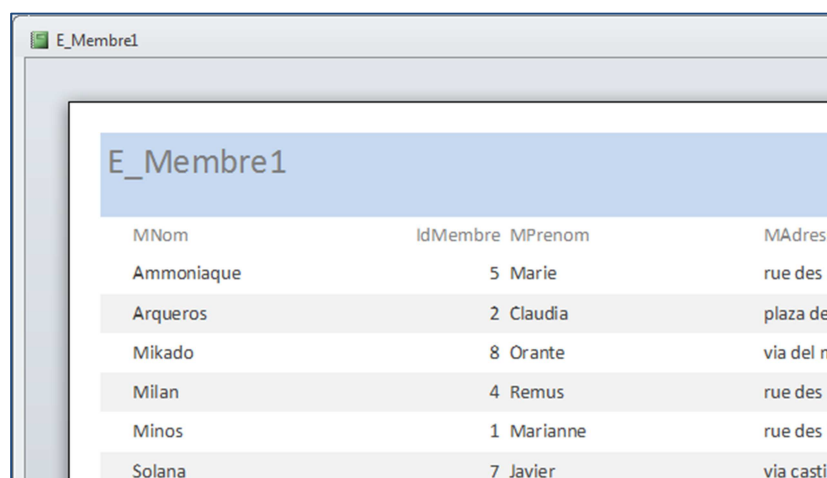 E_Membre1
E_Membre1
MNom IdMembre MPrenom MAdres
Ammoniaque 5 Marie rue des
Arqueros 2 Claudia plaza de
Mikado 8 Orante via del
Milan 4 Remus rue des
Minos 1 Marianne rue des
Solana 7 Javier via casti